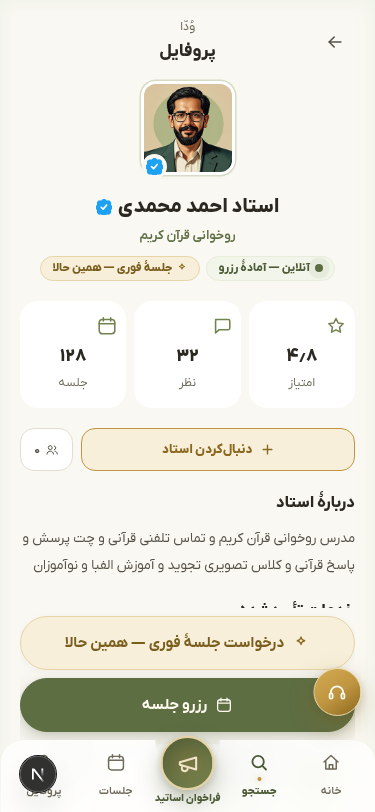 وُدّا
پروفایل
استاد احمد محمدی
روخوانی قرآن کریم
آنلاین — آمادهٔ رزرو
جلسهٔ فوری — همین حالا
۴٫۸
امتیاز
۳۲
نظر
۱۲۸
جلسه
دنبال‌کردن استاد
۰
دربارهٔ استاد
مدرس روخوانی قرآن کریم و تماس تلفنی قرآنی و چت پرسش و
پاسخ قرآنی و کلاس تصویری تجوید و آموزش الفبا و نوآموزان
درخواست جلسهٔ فوری — همین حالا
رزرو جلسه
خانه
جستجو
فراخوان اساتید
جلسات
پروفایل
N